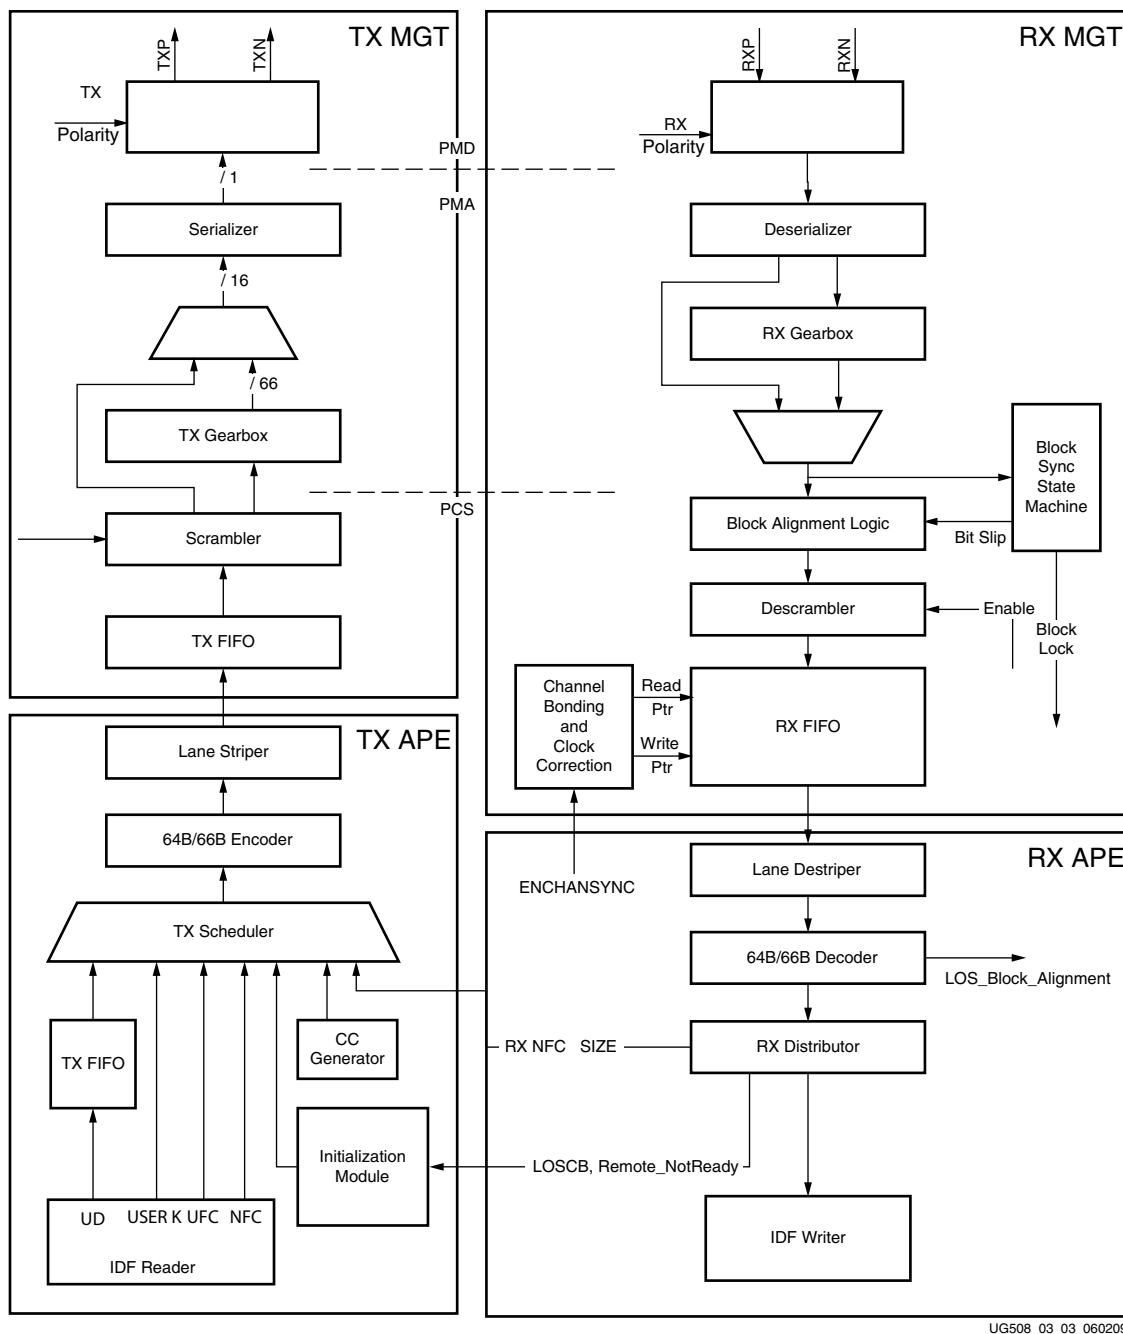 TX MGT
TXP
TXN
TX
Polarity
/ 1
Serializer
/ 16
/ 66
TX Gearbox
Scrambler
TX FIFO
PMD
PMA
PCS
RX MGT
RXP
RXN
RX
Polarity
Deserializer
RX Gearbox
Block
Sync
State
Machine
Block Alignment Logic
Bit Slip
Descrambler
Enable
Block
Lock
Channel
Bonding
and
Clock
Correction
Read
Ptr
Write
Ptr
RX FIFO
ENCHANSYNC
TX APE
Lane Striper
64B/66B Encoder
TX Scheduler
TX FIFO
CC
Generator
Initialization
Module
UD
USER K
UFC
NFC
IDF Reader
RX APE
Lane Destriper
64B/66B Decoder
LOS_Block_Alignment
RX NFC SIZE
RX Distributor
LOSCB, Remote_NotReady
IDF Writer
UG508_03_03_060209